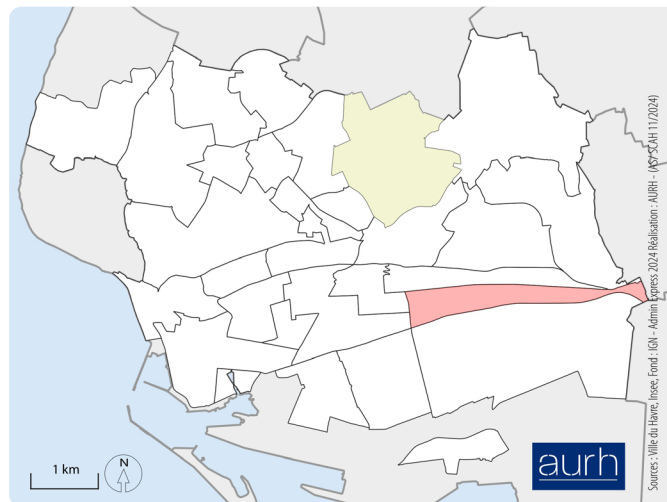 Sources : Ville du Havre, Insee, Fond : IGN - Admin Express 2024 Réalisation : AURH - (AS/ SCAH 11/2024)
1 km
N
aurh